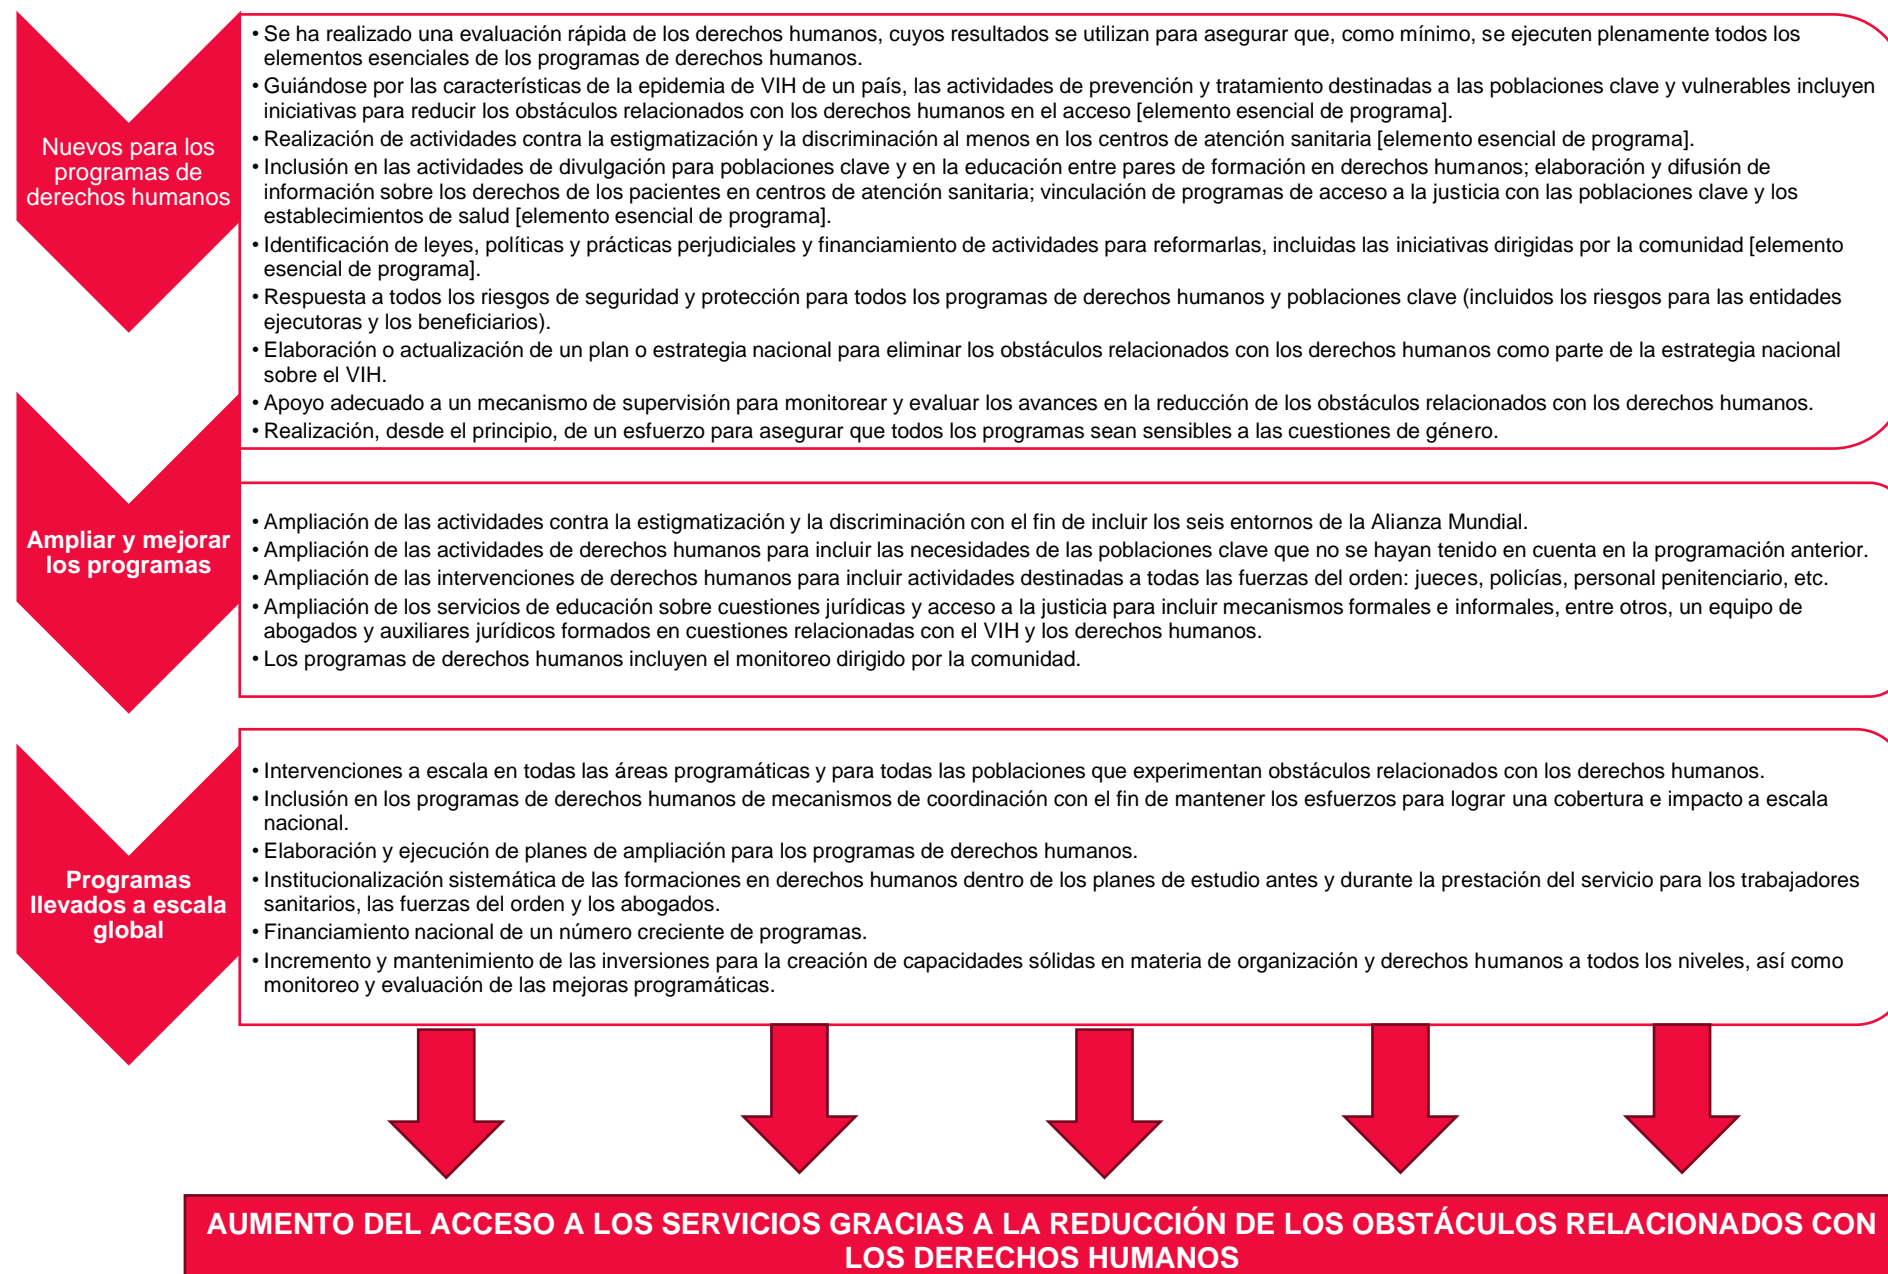 Nuevos para los
programas de
derechos humanos
• Se ha realizado una evaluación rápida de los derechos humanos, cuyos resultados se utilizan para asegurar que, como mínimo, se ejecuten plenamente todos los
elementos esenciales de los programas de derechos humanos.
• Guiándose por las características de la epidemia de VIH de un país, las actividades de prevención y tratamiento destinadas a las poblaciones clave y vulnerables incluyen
iniciativas para reducir los obstáculos relacionados con los derechos humanos en el acceso [elemento esencial de programa].
• Realización de actividades contra la estigmatización y la discriminación al menos en los centros de atención sanitaria [elemento esencial de programa].
• Inclusión en las actividades de divulgación para poblaciones clave y en la educación entre pares de formación en derechos humanos; elaboración y difusión de
información sobre los derechos de los pacientes en centros de atención sanitaria; vinculación de programas de acceso a la justicia con las poblaciones clave y los
establecimientos de salud [elemento esencial de programa].
• Identificación de leyes, políticas y prácticas perjudiciales y financiamiento de actividades para reformarlas, incluidas las iniciativas dirigidas por la comunidad [elemento
esencial de programa].
• Respuesta a todos los riesgos de seguridad y protección para todos los programas de derechos humanos y poblaciones clave (incluidos los riesgos para las entidades
ejecutoras y los beneficiarios).
• Elaboración o actualización de un plan o estrategia nacional para eliminar los obstáculos relacionados con los derechos humanos como parte de la estrategia nacional
sobre el VIH.
• Apoyo adecuado a un mecanismo de supervisión para monitorear y evaluar los avances en la reducción de los obstáculos relacionados con los derechos humanos.
• Realización, desde el principio, de un esfuerzo para asegurar que todos los programas sean sensibles a las cuestiones de género.
Ampliar y mejorar
los programas
• Ampliación de las actividades contra la estigmatización y la discriminación con el fin de incluir los seis entornos de la Alianza Mundial.
• Ampliación de las actividades de derechos humanos para incluir las necesidades de las poblaciones clave que no se hayan tenido en cuenta en la programación anterior.
• Ampliación de las intervenciones de derechos humanos para incluir actividades destinadas a todas las fuerzas del orden: jueces, policías, personal penitenciario, etc.
• Ampliación de los servicios de educación sobre cuestiones jurídicas y acceso a la justicia para incluir mecanismos formales e informales, entre otros, un equipo de
abogados y auxiliares jurídicos formados en cuestiones relacionadas con el VIH y los derechos humanos.
• Los programas de derechos humanos incluyen el monitoreo dirigido por la comunidad.
Programas
llevados a escala
global
• Intervenciones a escala en todas las áreas programáticas y para todas las poblaciones que experimentan obstáculos relacionados con los derechos humanos.
• Inclusión en los programas de derechos humanos de mecanismos de coordinación con el fin de mantener los esfuerzos para lograr una cobertura e impacto a escala
nacional.
• Elaboración y ejecución de planes de ampliación para los programas de derechos humanos.
• Institucionalización sistemática de las formaciones en derechos humanos dentro de los planes de estudio antes y durante la prestación del servicio para los trabajadores
sanitarios, las fuerzas del orden y los abogados.
• Financiamiento nacional de un número creciente de programas.
• Incremento y mantenimiento de las inversiones para la creación de capacidades sólidas en materia de organización y derechos humanos a todos los niveles, así como
monitoreo y evaluación de las mejoras programáticas.
AUMENTO DEL ACCESO A LOS SERVICIOS GRACIAS A LA REDUCCIÓN DE LOS OBSTÁCULOS RELACIONADOS CON
LOS DERECHOS HUMANOS